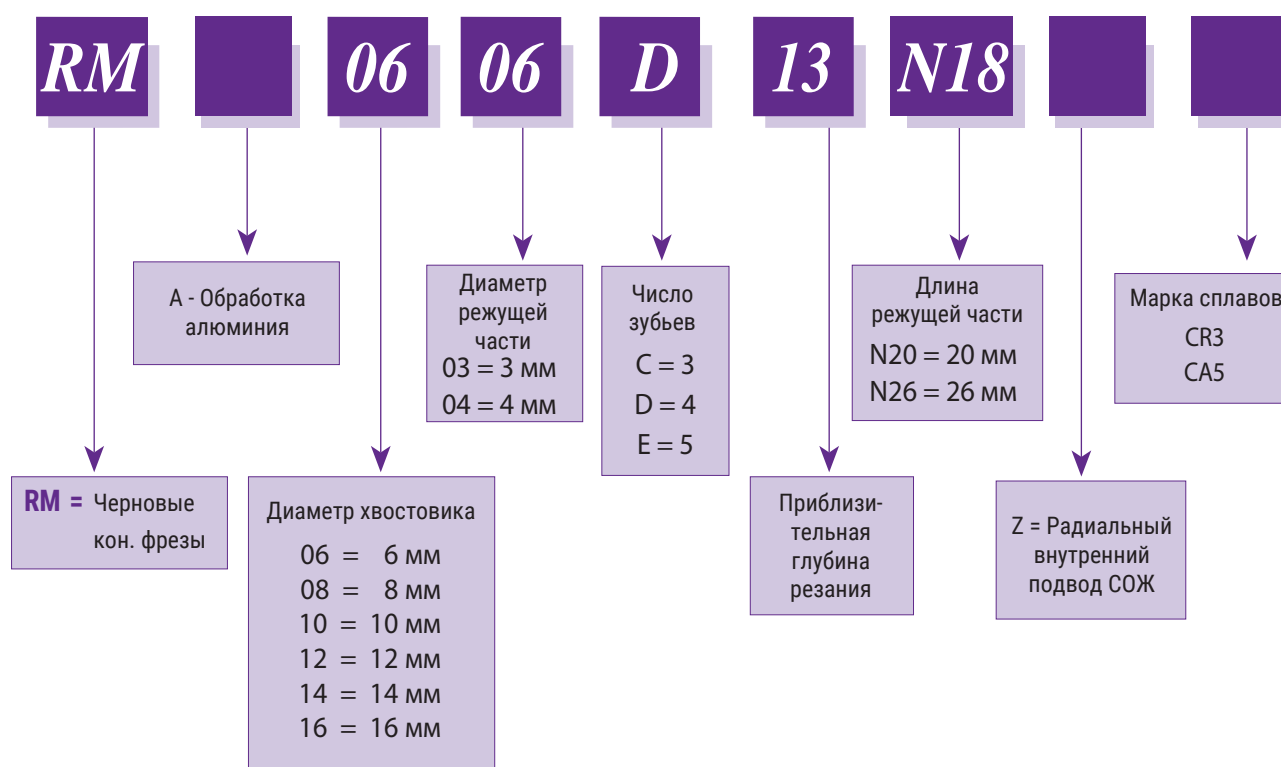 RM 06 06 D 13 N18
А - Обработка
алюминия
Диаметр
режущей
части
03 = 3 мм
04 = 4 мм
Число
зубьев
C = 3
D = 4
E = 5
Длина
режущей части
N20 = 20 мм
N26 = 26 мм
Марка сплавов
CR3
CA5
RM = Черновые
кон. фрезы
Диаметр хвостовика
06 = 6 мм
08 = 8 мм
10 = 10 мм
12 = 12 мм
14 = 14 мм
16 = 16 мм
Приблизи-
тельная
глубина
резания
Z = Радиальный
внутренний
подвод СОЖ